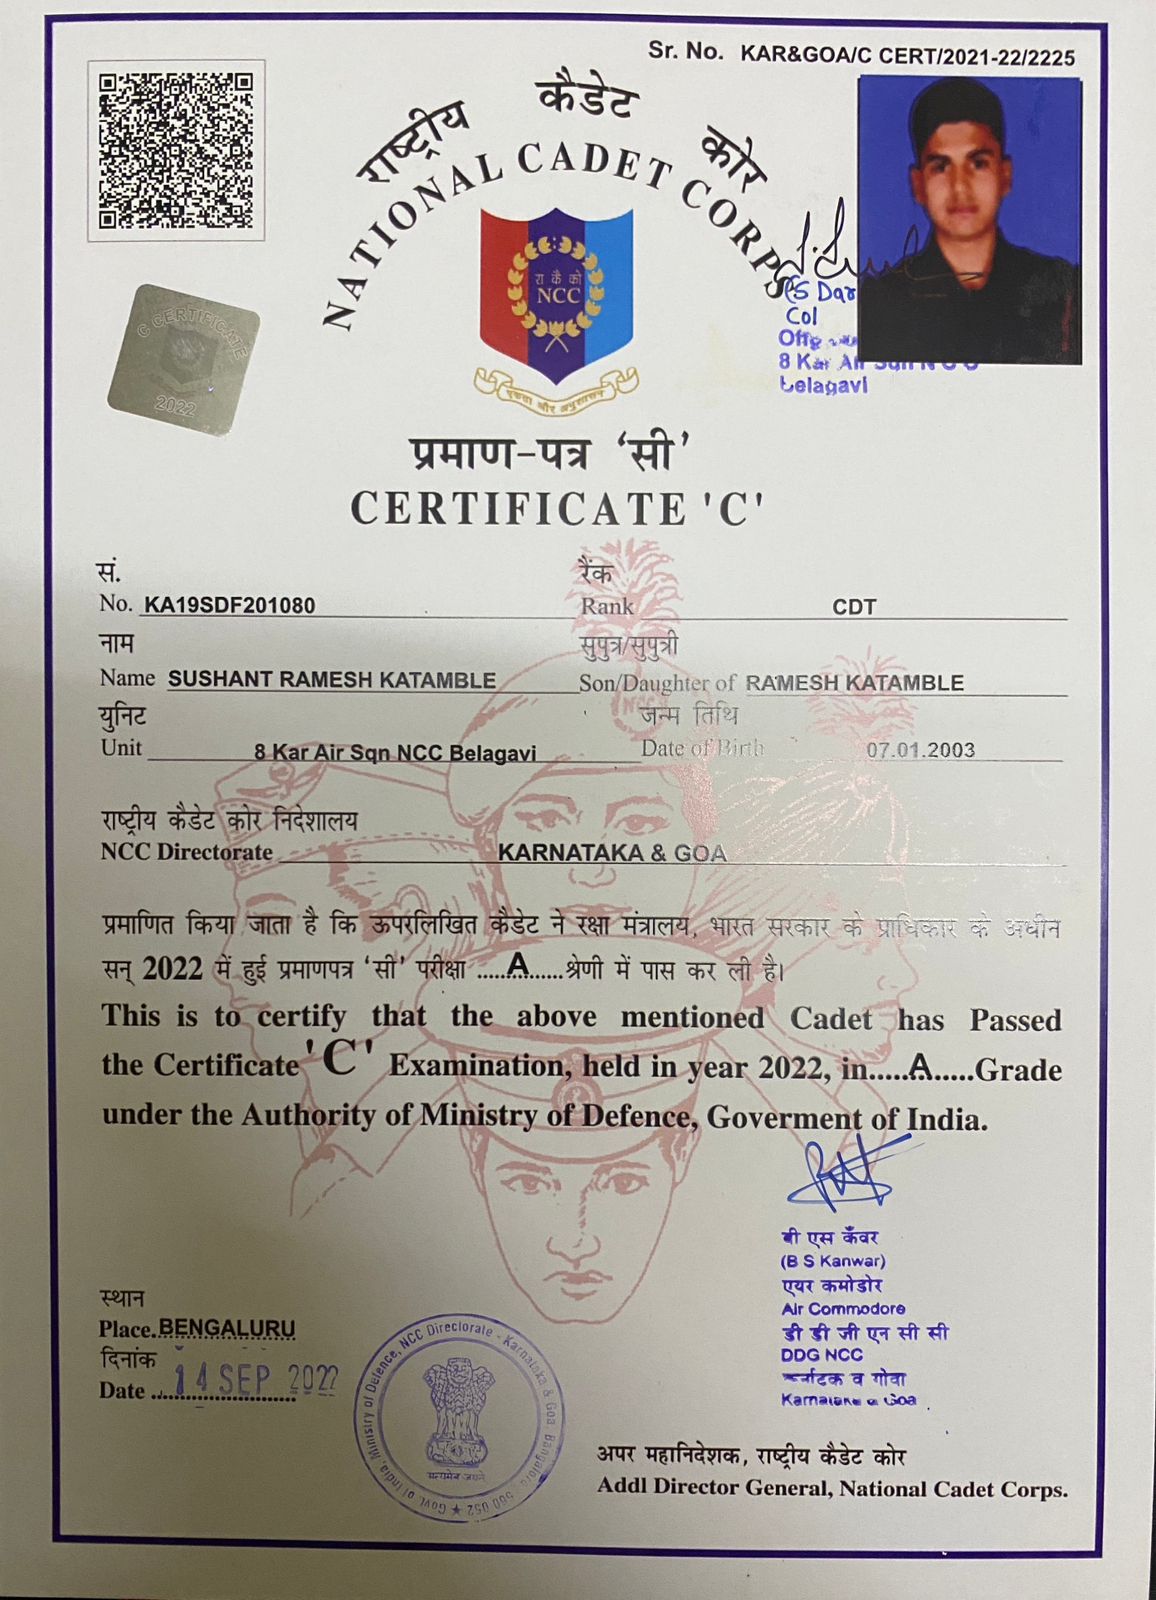 Sr. No. KAR&GOA/C CERT/2021-22/2225
राष्ट्रीय कैडेट कोर
NATIONAL CADET CORPS
रा कै को
NCC
एकता और अनुशासन
C CERTIFICATE
2022
Col
8 Kar Air Sqn N C C
Belagavi
प्रमाण-पत्र ‘सी’
CERTIFICATE 'C'
सं. रैंक
No. KA19SDF201080 Rank CDT
नाम सुपुत्र/सुपुत्री
Name SUSHANT RAMESH KATAMBLE Son/Daughter of RAMESH KATAMBLE
युनिट जन्म तिथि
Unit 8 Kar Air Sqn NCC Belagavi Date of Birth 07.01.2003
राष्ट्रीय कैडेट कोर निदेशालय
NCC Directorate KARNATAKA & GOA
प्रमाणित किया जाता है कि ऊपरलिखित कैडेट ने रक्षा मंत्रालय, भारत सरकार के प्राधिकार के अधीन
सन् 2022 में हुई प्रमाणपत्र ‘सी’ परीक्षा ......A......श्रेणी में पास कर ली है।
This is to certify that the above mentioned Cadet has Passed
the Certificate 'C' Examination, held in year 2022, in.....A.....Grade
under the Authority of Ministry of Defence, Goverment of India.
बी एस कँवर
(B S Kanwar)
एयर कमोडोर
Air Commodore
डी डी जी एन सी सी
DDG NCC
कर्नाटक व गोवा
Karnataka & Goa
स्थान
Place.BENGALURU
दिनांक
Date 14 SEP 2022
Govt. of India, Ministry of Defence, NCC Directorate - Karnataka & Goa, Bangalore 560 052
सत्यमेव जयते
अपर महानिदेशक, राष्ट्रीय कैडेट कोर
Addl Director General, National Cadet Corps.